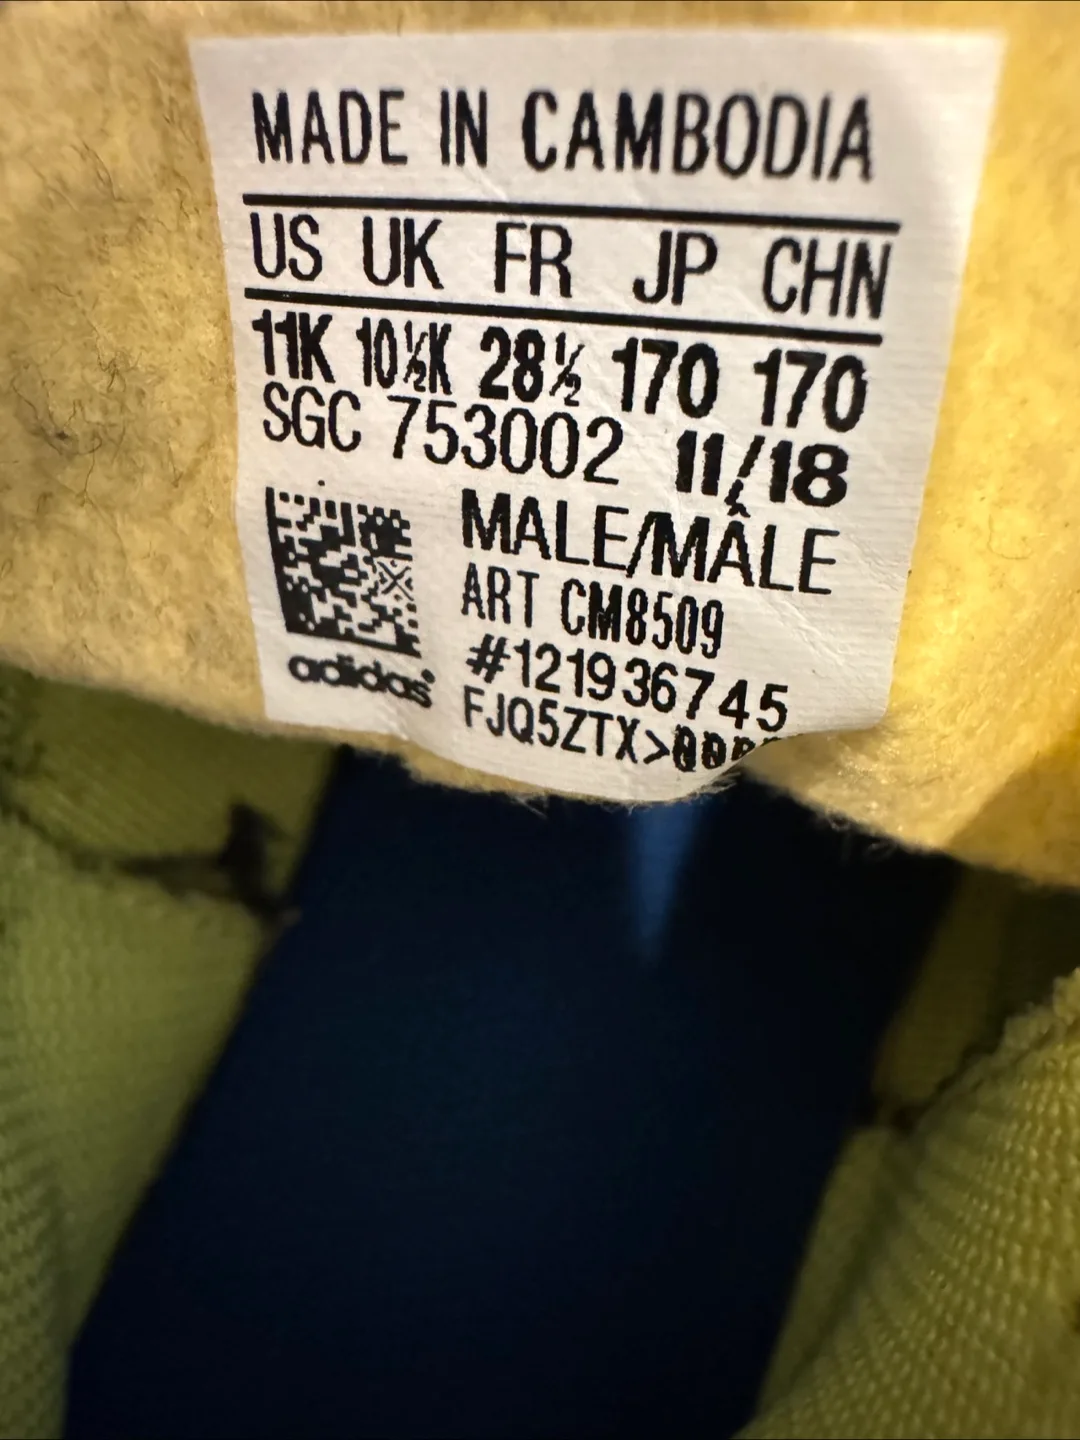 MADE IN CAMBODIA
US UK FR JP CHN
11K 10½K 28½ 170 170
SGC 753002 11/18
MALE/MÂLE
ART CM8509
#121936745
adidas